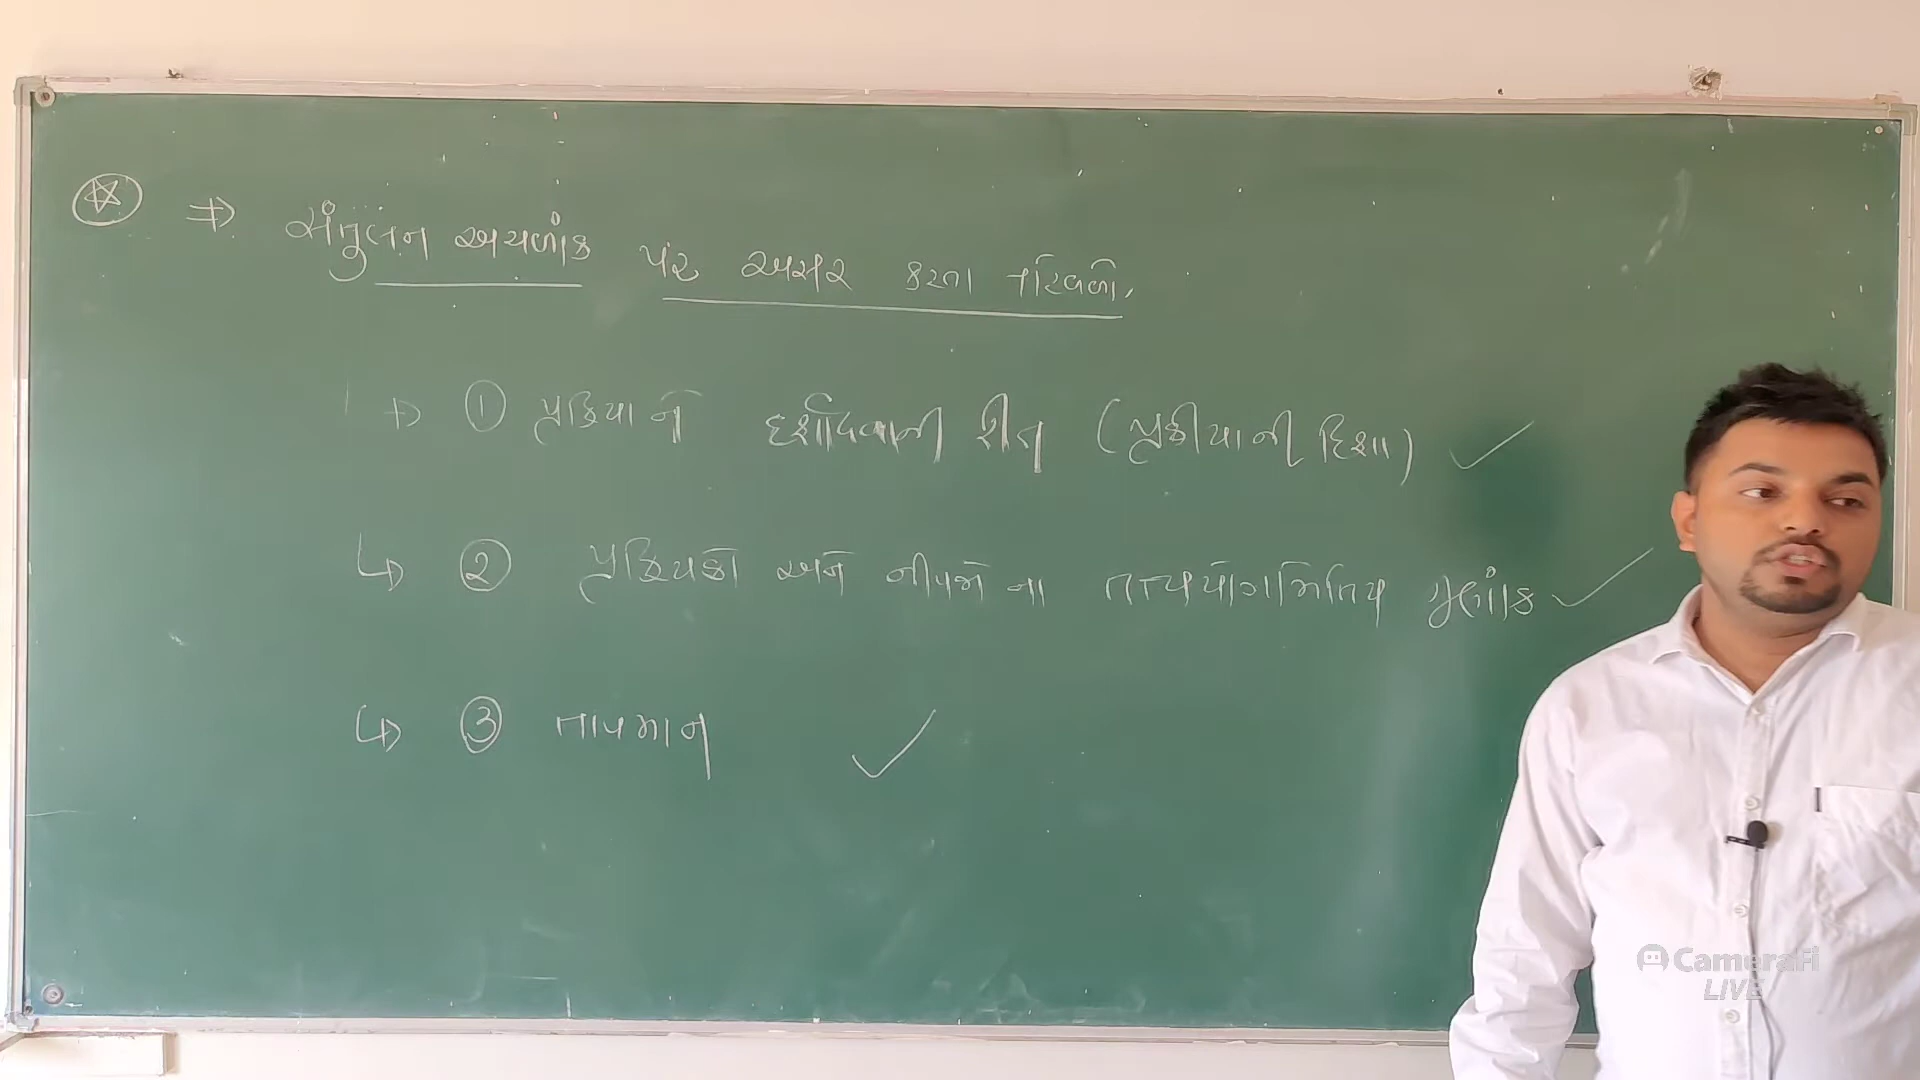 ⇒ સંતુલન અચળાંક પર અસર કરતા પરિબળો.
① પ્રક્રિયાને દર્શાવવાની રીત (પ્રક્રીયાની દિશા) ✓
↳ ② પ્રક્રિયકો અને નીપજો ના તત્વયોગમિતિય ગુણાંક ✓
↳ ③ તાપમાન ✓
CameraFi
LIVE